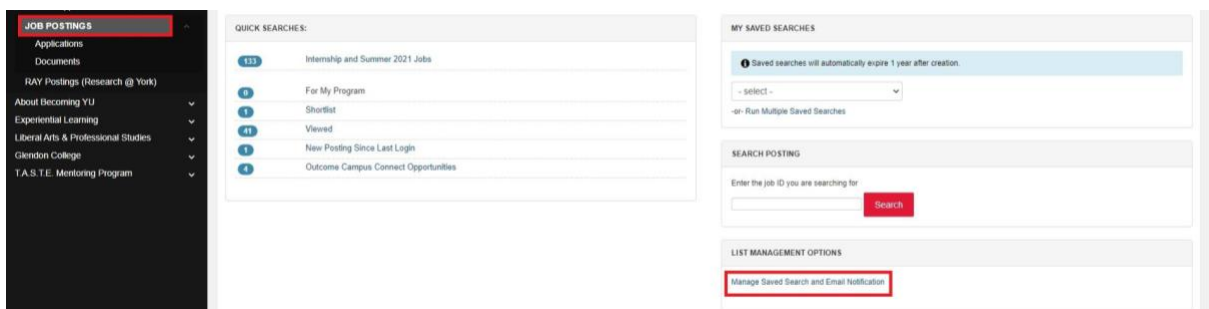 JOB POSTINGS
Applications
Documents
RAY Postings (Research @ York)
About Becoming YU
Experiential Learning
Liberal Arts & Professional Studies
Glendon College
T.A.S.T.E. Mentoring Program
QUICK SEARCHES:
133 Internship and Summer 2021 Jobs
0 For My Program
1 Shortlist
41 Viewed
1 New Posting Since Last Login
4 Outcome Campus Connect Opportunities
MY SAVED SEARCHES
Saved searches will automatically expire 1 year after creation.
- select -
-or- Run Multiple Saved Searches
SEARCH POSTING
Enter the job ID you are searching for
Search
LIST MANAGEMENT OPTIONS
Manage Saved Search and Email Notification